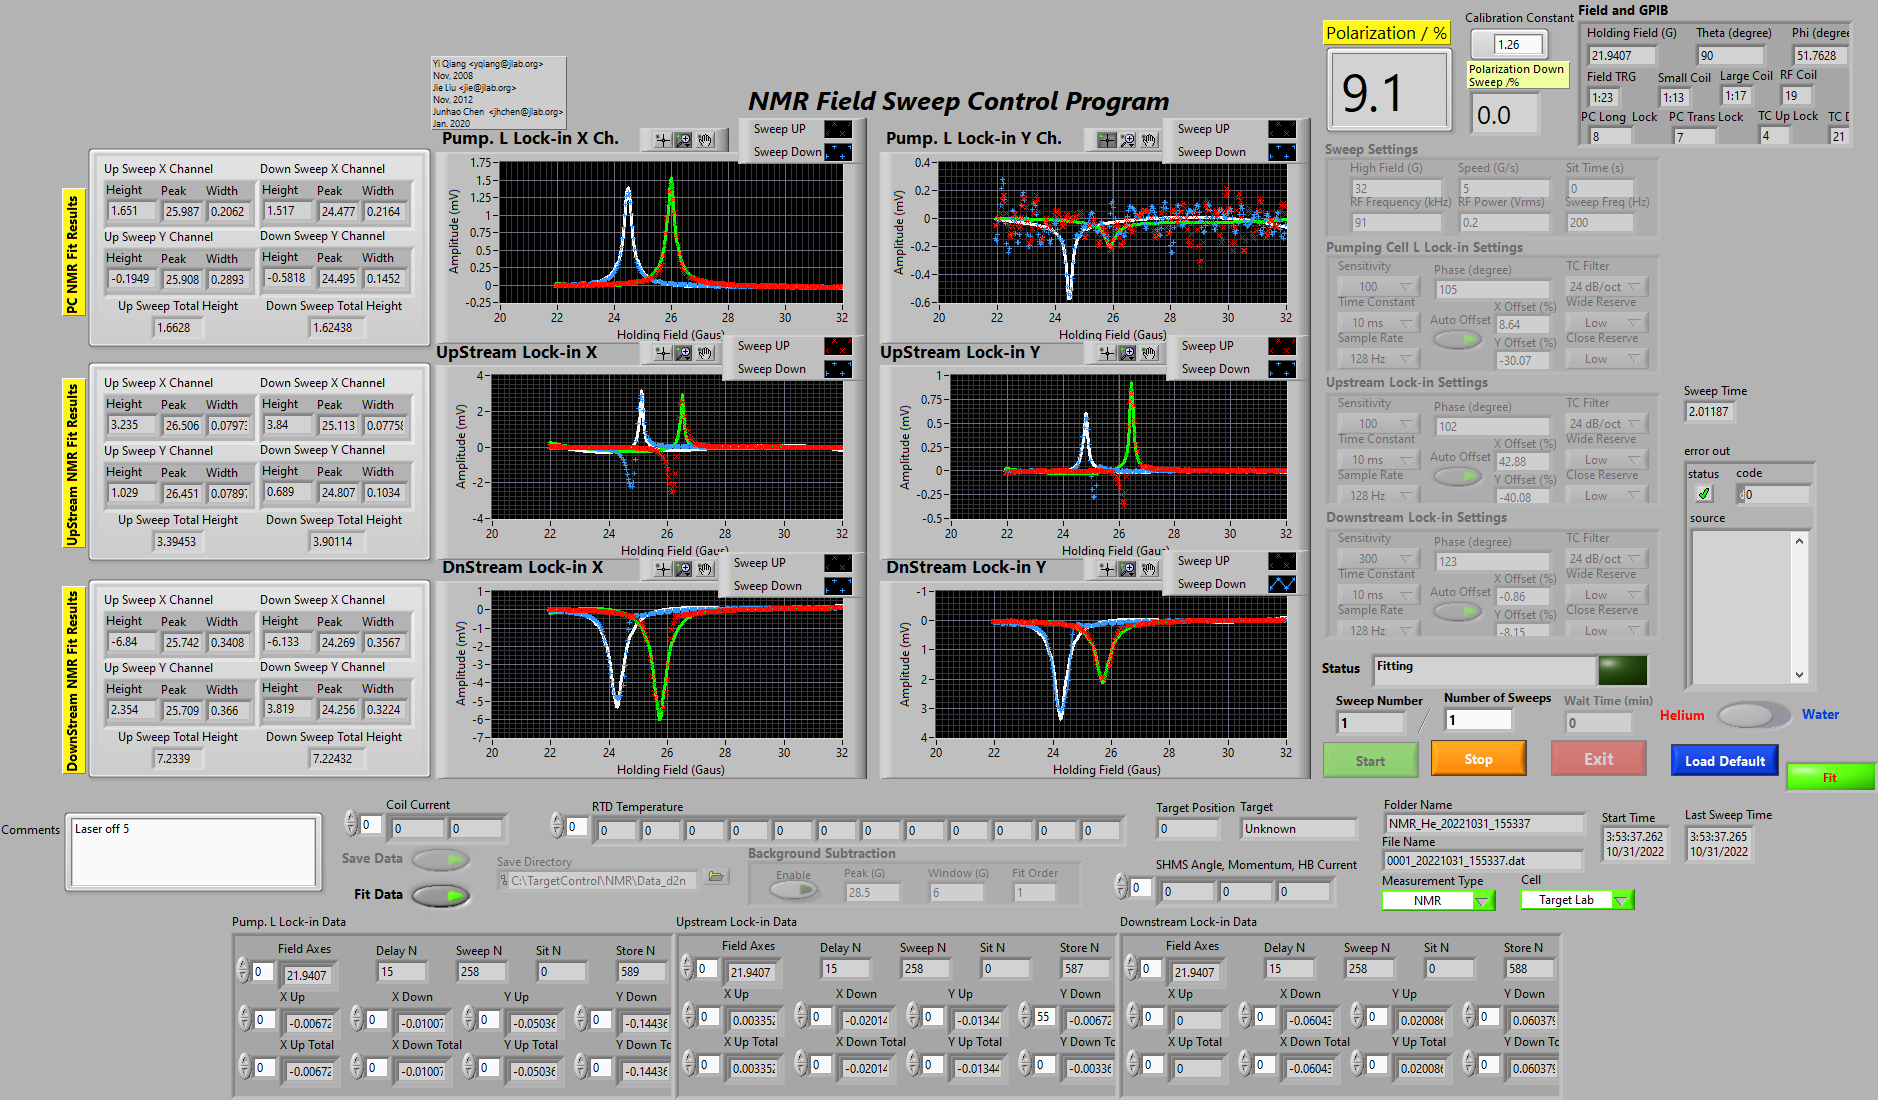 Yi Qiang <yqiang@jlab.org>
Nov, 2008
Jie Liu <jie@jlab.org>
Nov, 2012
Junhao Chen <jhchen@jlab.org>
Jan. 2020
NMR Field Sweep Control Program
Polarization / %
9.1
Calibration Constant
1.26
Polarization Down
Sweep /%
0.0
Field and GPIB
Holding Field (G) Theta (degree) Phi (degree
21.9407 90 51.7628
Field TRG Small Coil Large Coil RF Coil
1:23 1:13 1:17 19
PC Long Lock PC Trans Lock TC Up Lock TC D
8 7 4 21
PC NMR Fit Results
Up Sweep X Channel Down Sweep X Channel
Height Peak Width Height Peak Width
1.651 25.987 0.2062 1.517 24.477 0.2164
Up Sweep Y Channel Down Sweep Y Channel
Height Peak Width Height Peak Width
-0.1949 25.908 0.2893 -0.5818 24.495 0.1452
Up Sweep Total Height Down Sweep Total Height
1.6628 1.62438
Pump. L Lock-in X Ch.
Sweep UP
Sweep Down
Amplitude (mV)
1.75
1.5
1.25
1
0.75
0.5
0.25
0
-0.25
20 22 24 26 28 30 32
Holding Field (Gaus)
Pump. L Lock-in Y Ch.
Sweep UP
Sweep Down
Amplitude (mV)
0.4
0.2
0
-0.2
-0.4
-0.6
20 22 24 26 28 30 32
Holding Field (Gaus)
UpStream NMR Fit Results
Up Sweep X Channel Down Sweep X Channel
Height Peak Width Height Peak Width
3.235 26.506 0.07973 3.84 25.113 0.07758
Up Sweep Y Channel Down Sweep Y Channel
Height Peak Width Height Peak Width
1.029 26.451 0.07897 0.689 24.807 0.1034
Up Sweep Total Height Down Sweep Total Height
3.39453 3.90114
UpStream Lock-in X
Sweep UP
Sweep Down
Amplitude (mV)
4
2
0
-2
-4
20 22 24 26 28 30 32
Holding Field (Gaus)
UpStream Lock-in Y
Sweep UP
Sweep Down
Amplitude (mV)
1
0.75
0.5
0.25
0
-0.25
-0.5
20 22 24 26 28 30 32
Holding Field (Gaus)
DownStream NMR Fit Results
Up Sweep X Channel Down Sweep X Channel
Height Peak Width Height Peak Width
-6.84 25.742 0.3408 -6.133 24.269 0.3567
Up Sweep Y Channel Down Sweep Y Channel
Height Peak Width Height Peak Width
2.354 25.709 0.366 3.819 24.256 0.3224
Up Sweep Total Height Down Sweep Total Height
7.2339 7.22432
DnStream Lock-in X
Sweep UP
Sweep Down
Amplitude (mV)
1
0
-1
-2
-3
-4
-5
-6
-7
20 22 24 26 28 30 32
Holding Field (Gaus)
DnStream Lock-in Y
Sweep UP
Sweep Down
Amplitude (mV)
-1
0
1
2
3
4
20 22 24 26 28 30 32
Holding Field (Gaus)
Sweep Settings
High Field (G) Speed (G/s) Sit Time (s)
32 5 0
RF Frequency (kHz) RF Power (Vrms) Sweep Freq (Hz)
91 0.2 200
Pumping Cell L Lock-in Settings
Sensitivity Phase (degree) TC Filter
100 105 24 dB/oct
Time Constant X Offset (%) Wide Reserve
10 ms Auto Offset 8.64 Low
Sample Rate Y Offset (%) Close Reserve
128 Hz -30.07 Low
Upstream Lock-in Settings
Sensitivity Phase (degree) TC Filter
100 102 24 dB/oct
Time Constant X Offset (%) Wide Reserve
10 ms Auto Offset 42.88 Low
Sample Rate Y Offset (%) Close Reserve
128 Hz -40.08 Low
Downstream Lock-in Settings
Sensitivity Phase (degree) TC Filter
300 123 24 dB/oct
Time Constant X Offset (%) Wide Reserve
10 ms Auto Offset -0.86 Low
Sample Rate Y Offset (%) Close Reserve
128 Hz -8.15 Low
Sweep Time
2.01187
error out
status code
0
source
Status Fitting
Sweep Number Number of Sweeps Wait Time (min)
1 / 1 0
Helium Water
Start Stop Exit Load Default Fit
Comments Laser off 5
Coil Current
0 0 0
Save Data
Fit Data
RTD Temperature
0 0 0 0 0 0 0 0 0 0 0 0 0
Save Directory
C:\TargetControl\NMR\Data_d2n
Background Subtraction
Enable Peak (G) Window (G) Fit Order
28.5 6 1
Target Position Target
0 Unknown
SHMS Angle, Momentum, HB Current
0 0 0 0
Folder Name
NMR_He_20221031_155337
File Name
0001_20221031_155337.dat
Measurement Type Cell
NMR Target Lab
Start Time Last Sweep Time
3:53:37.262 3:53:37.265
10/31/2022 10/31/2022
Pump. L Lock-in Data
Field Axes Delay N Sweep N Sit N Store N
0 21.9407 15 258 0 589
X Up X Down Y Up Y Down
0 -0.00672 0 -0.01007 0 -0.05036 0 -0.14436
X Up Total X Down Total Y Up Total Y Down To
0 -0.00672 0 -0.01007 0 -0.05036 0 -0.14436
Upstream Lock-in Data
Field Axes Delay N Sweep N Sit N Store N
0 21.9407 15 258 0 587
X Up X Down Y Up Y Down
0 0.003352 0 -0.02014 0 -0.01344 55 -0.00672
X Up Total X Down Total Y Up Total Y Down Tc
0 0.003352 0 -0.02014 0 -0.01344 0 -0.00336
Downstream Lock-in Data
Field Axes Delay N Sweep N Sit N Store N
0 21.9407 15 258 0 588
X Up X Down Y Up Y Down
0 0 0 -0.06043 0 0.020086 0 0.060379
X Up Total X Down Total Y Up Total Y Down Tc
0 0 0 -0.06043 0 0.020086 0 0.060379